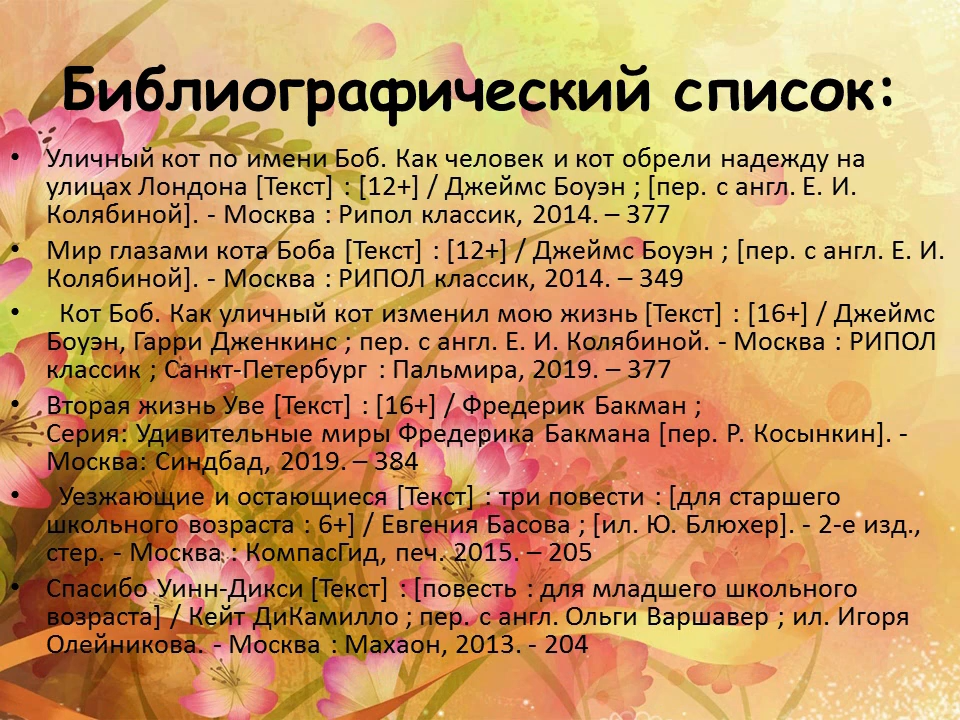 Библиографический список:
• Уличный кот по имени Боб. Как человек и кот обрели надежду на
улицах Лондона [Текст] : [12+] / Джеймс Боуэн ; [пер. с англ. Е. И.
Колябиной]. - Москва : Рипол классик, 2014. – 377
• Мир глазами кота Боба [Текст] : [12+] / Джеймс Боуэн ; [пер. с англ. Е. И.
Колябиной]. - Москва : РИПОЛ классик, 2014. – 349
• Кот Боб. Как уличный кот изменил мою жизнь [Текст] : [16+] / Джеймс
Боуэн, Гарри Дженкинс ; пер. с англ. Е. И. Колябиной. - Москва : РИПОЛ
классик ; Санкт-Петербург : Пальмира, 2019. – 377
• Вторая жизнь Уве [Текст] : [16+] / Фредерик Бакман ;
Серия: Удивительные миры Фредерика Бакмана [пер. Р. Косынкин]. -
Москва: Синдбад, 2019. – 384
• Уезжающие и остающиеся [Текст] : три повести : [для старшего
школьного возраста : 6+] / Евгения Басова ; [ил. Ю. Блюхер]. - 2-е изд.,
стер. - Москва : КомпасГид, печ. 2015. – 205
• Спасибо Уинн-Дикси [Текст] : [повесть : для младшего школьного
возраста] / Кейт ДиКамилло ; пер. с англ. Ольги Варшавер ; ил. Игоря
Олейникова. - Москва : Махаон, 2013. - 204